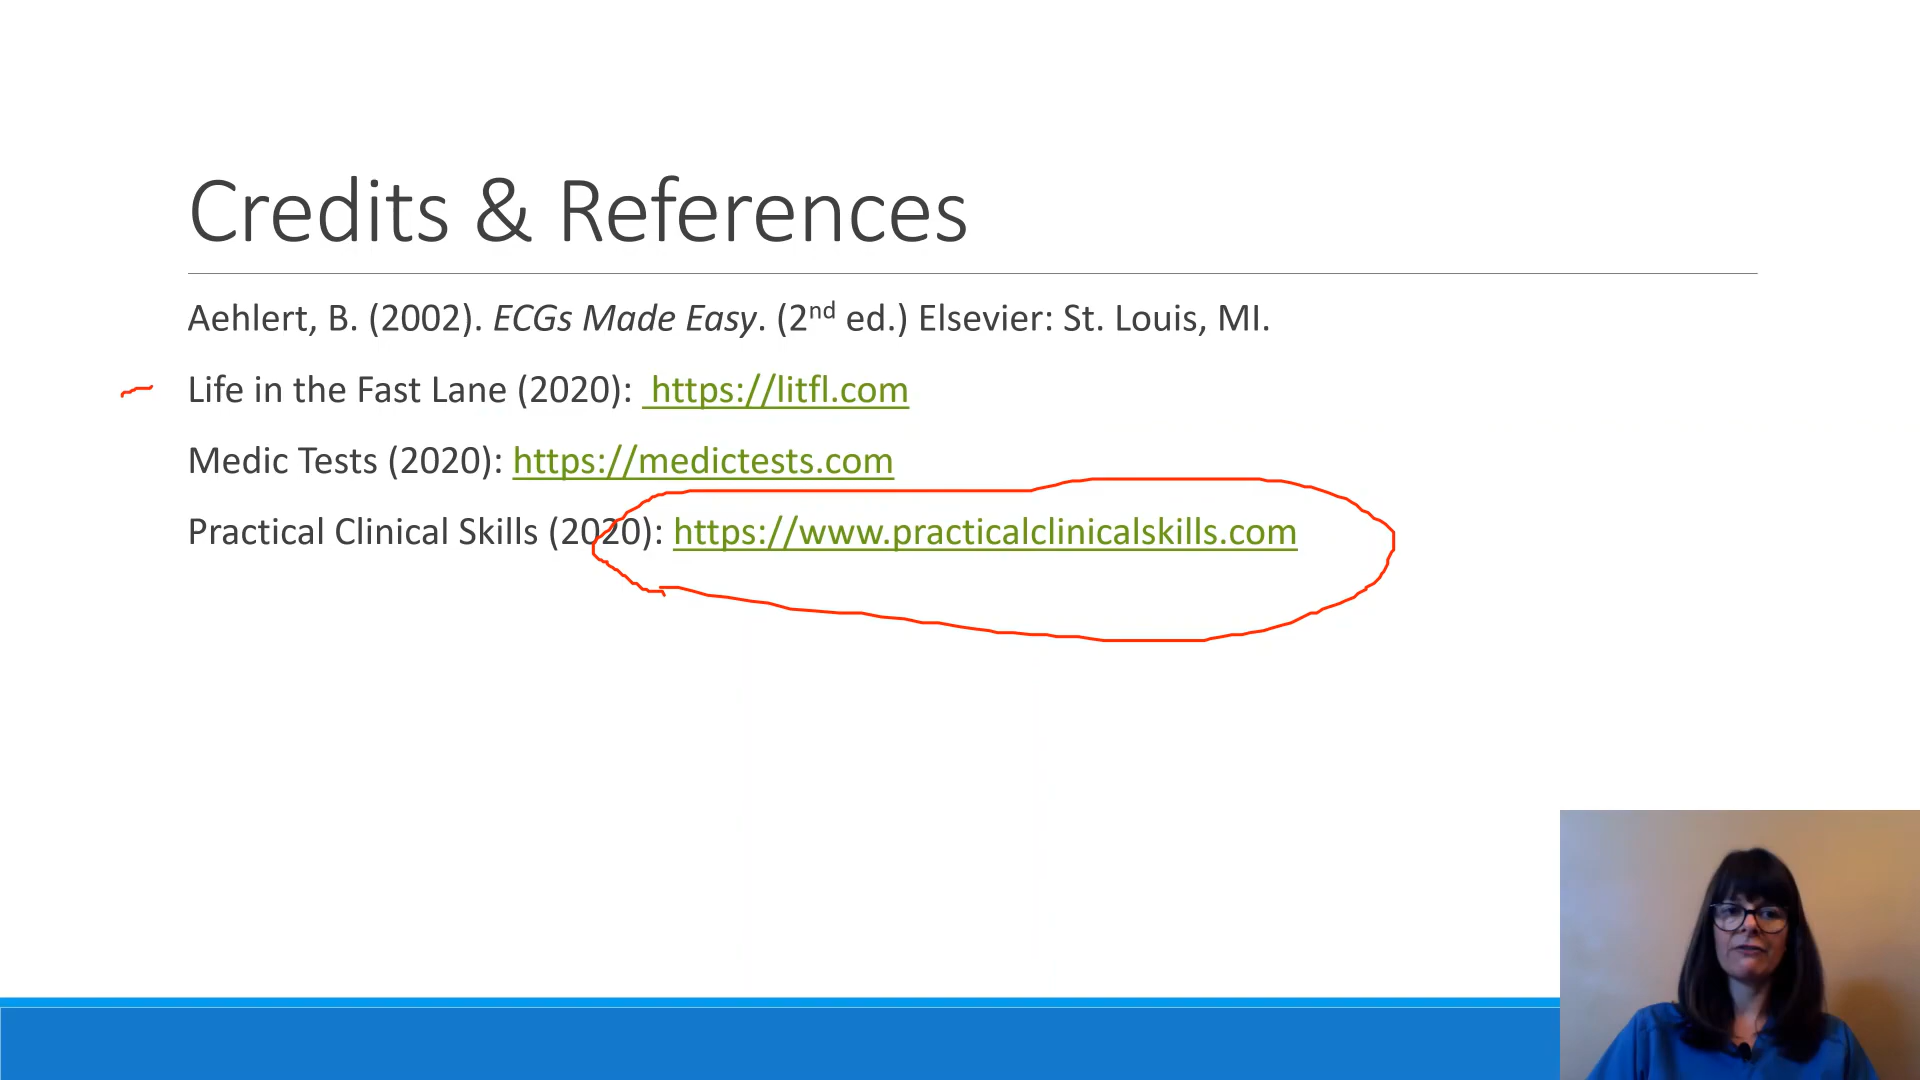 Credits & References
Aehlert, B. (2002). ECGs Made Easy. (2nd ed.) Elsevier: St. Louis, MI.
Life in the Fast Lane (2020): https://litfl.com
Medic Tests (2020): https://medictests.com
Practical Clinical Skills (2020): https://www.practicalclinicalskills.com